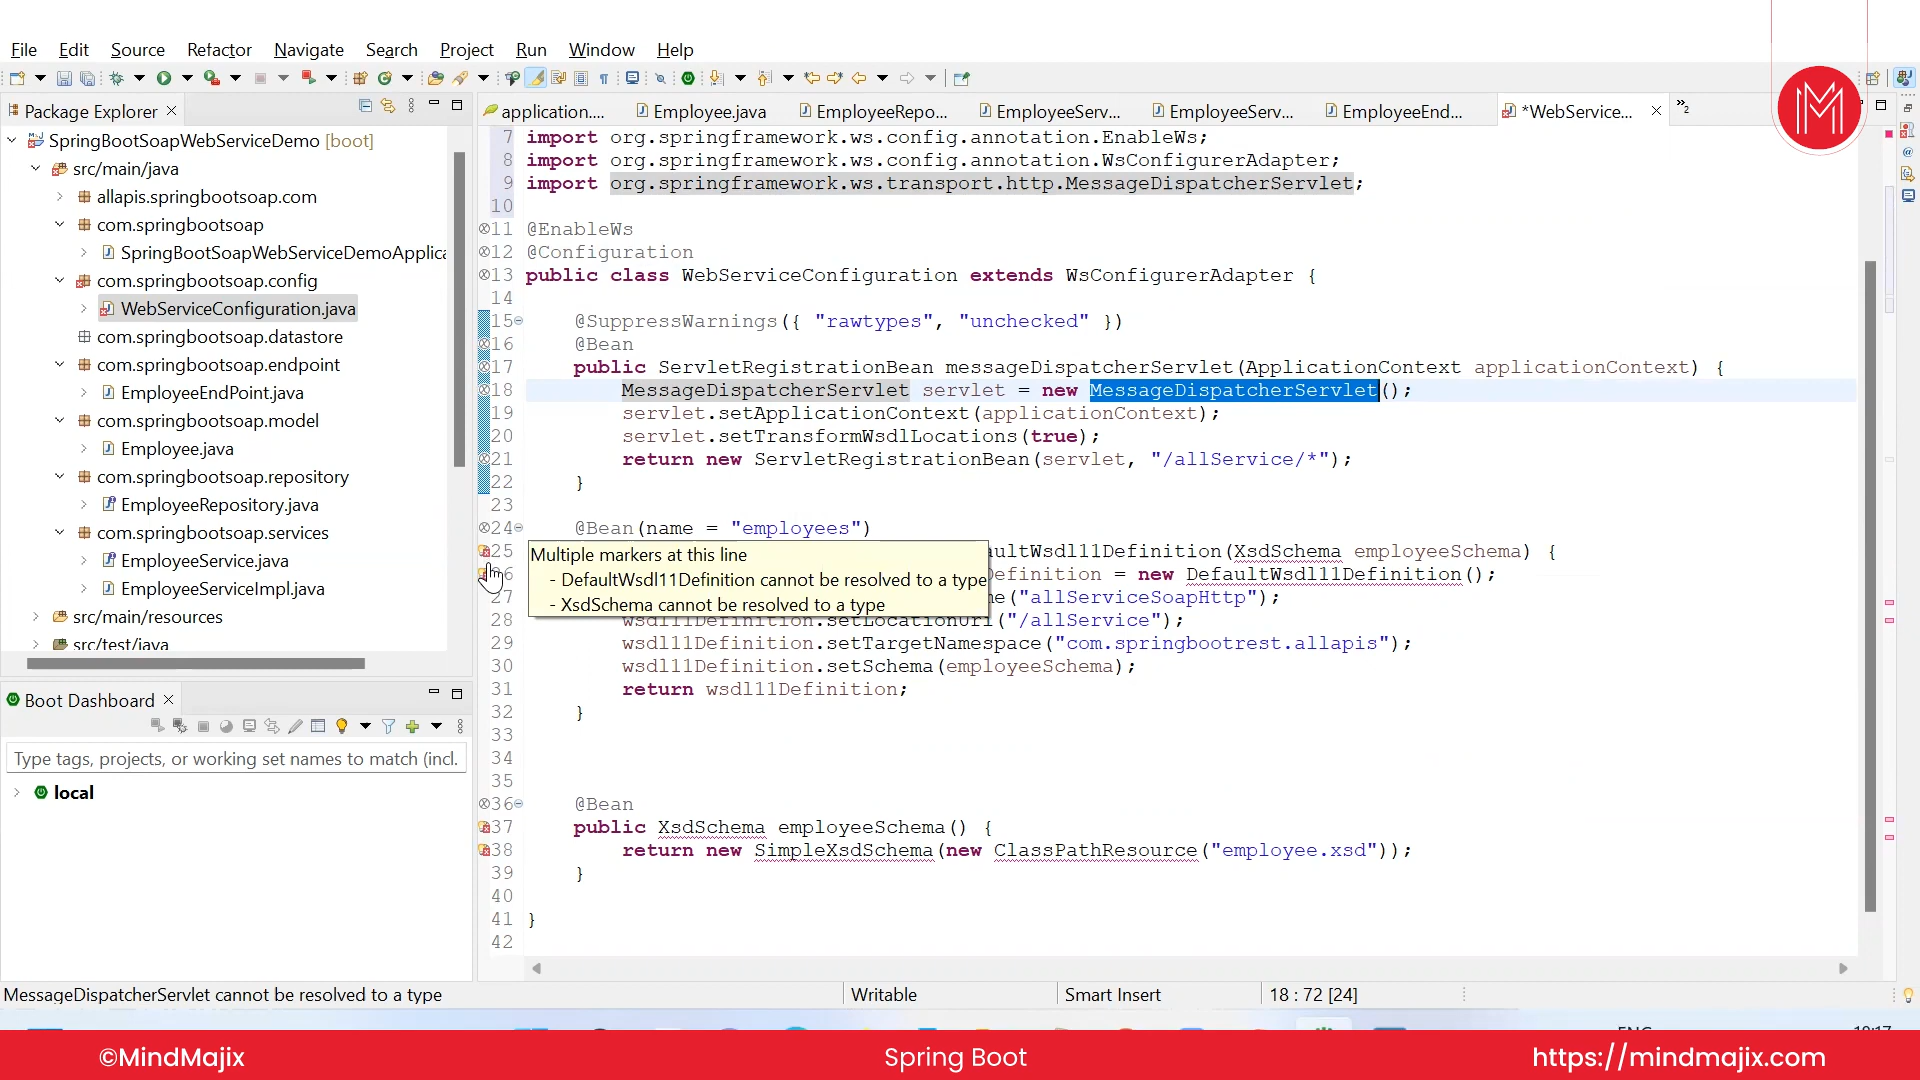 File Edit Source Refactor Navigate Search Project Run Window Help
Package Explorer
SpringBootSoapWebServiceDemo [boot]
src/main/java
allapis.springbootsoap.com
com.springbootsoap
SpringBootSoapWebServiceDemoApplica
com.springbootsoap.config
WebServiceConfiguration.java
com.springbootsoap.datastore
com.springbootsoap.endpoint
EmployeeEndPoint.java
com.springbootsoap.model
Employee.java
com.springbootsoap.repository
EmployeeRepository.java
com.springbootsoap.services
EmployeeService.java
EmployeeServiceImpl.java
src/main/resources
src/test/java
Boot Dashboard
Type tags, projects, or working set names to match (incl.
local
application.... Employee.java EmployeeRepo... EmployeeServ... EmployeeServ... EmployeeEnd... *WebService... »2
7 import org.springframework.ws.config.annotation.EnableWs;
8 import org.springframework.ws.config.annotation.WsConfigurerAdapter;
9 import org.springframework.ws.transport.http.MessageDispatcherServlet;
10
11 @EnableWs
12 @Configuration
13 public class WebServiceConfiguration extends WsConfigurerAdapter {
14
15 @SuppressWarnings({ "rawtypes", "unchecked" })
16 @Bean
17 public ServletRegistrationBean messageDispatcherServlet(ApplicationContext applicationContext) {
18 MessageDispatcherServlet servlet = new MessageDispatcherServlet();
19 servlet.setApplicationContext(applicationContext);
20 servlet.setTransformWsdlLocations(true);
21 return new ServletRegistrationBean(servlet, "/allService/*");
22 }
23
24 @Bean(name = "employees")
25 aultWsdl11Definition(XsdSchema employeeSchema) {
26 Definition = new DefaultWsdl11Definition();
27 me("allServiceSoapHttp");
28 wsdl11Definition.setLocationUri("/allService");
29 wsdl11Definition.setTargetNamespace("com.springbootrest.allapis");
30 wsdl11Definition.setSchema(employeeSchema);
31 return wsdl11Definition;
32 }
33
34
35
36 @Bean
37 public XsdSchema employeeSchema() {
38 return new SimpleXsdSchema(new ClassPathResource("employee.xsd"));
39 }
40
41 }
42
Multiple markers at this line
- DefaultWsdl11Definition cannot be resolved to a type
- XsdSchema cannot be resolved to a type
MessageDispatcherServlet cannot be resolved to a type
Writable
Smart Insert
18 : 72 [24]
©MindMajix
Spring Boot
https://mindmajix.com